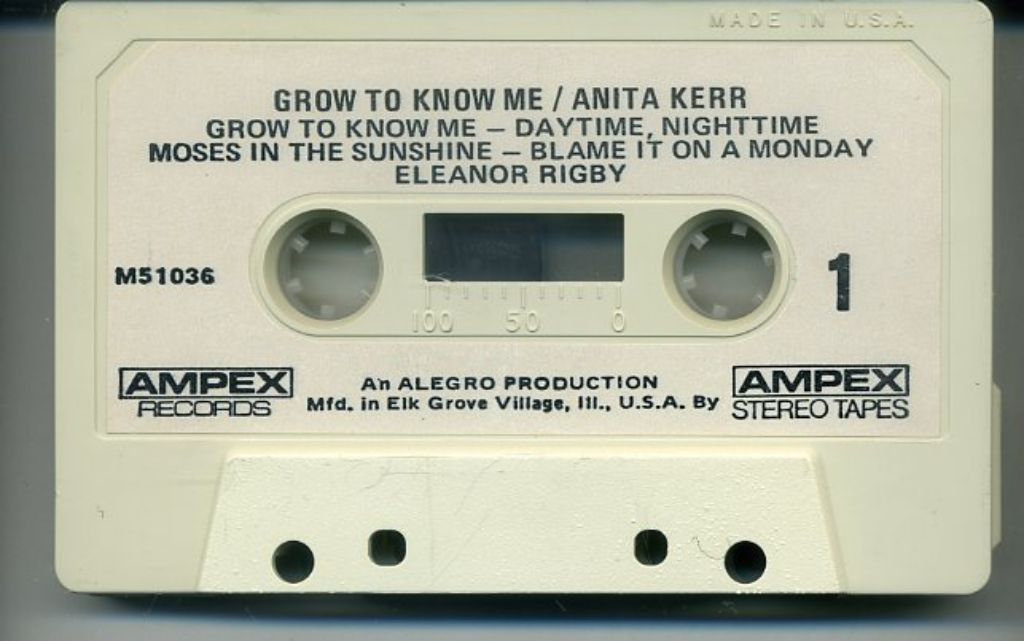 MADE IN U.S.A.
GROW TO KNOW ME / ANITA KERR
GROW TO KNOW ME – DAYTIME, NIGHTTIME
MOSES IN THE SUNSHINE – BLAME IT ON A MONDAY
ELEANOR RIGBY
M51036
1
100 50 0
AMPEX
RECORDS
An ALEGRO PRODUCTION
Mfd. in Elk Grove Village, Ill., U.S.A. By
AMPEX
STEREO TAPES